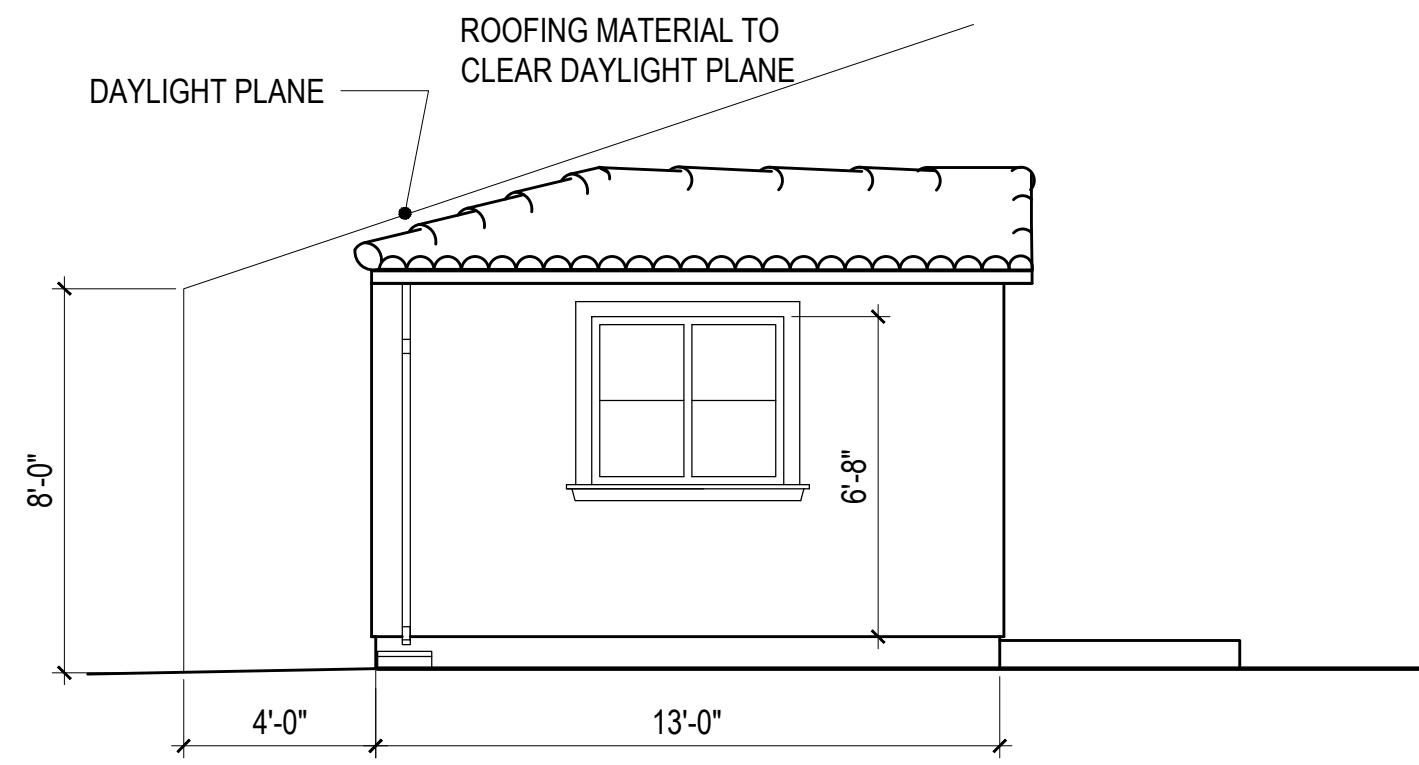 ROOFING MATERIAL TO
CLEAR DAYLIGHT PLANE
DAYLIGHT PLANE
8'-0"
6'-8"
4'-0"
13'-0"